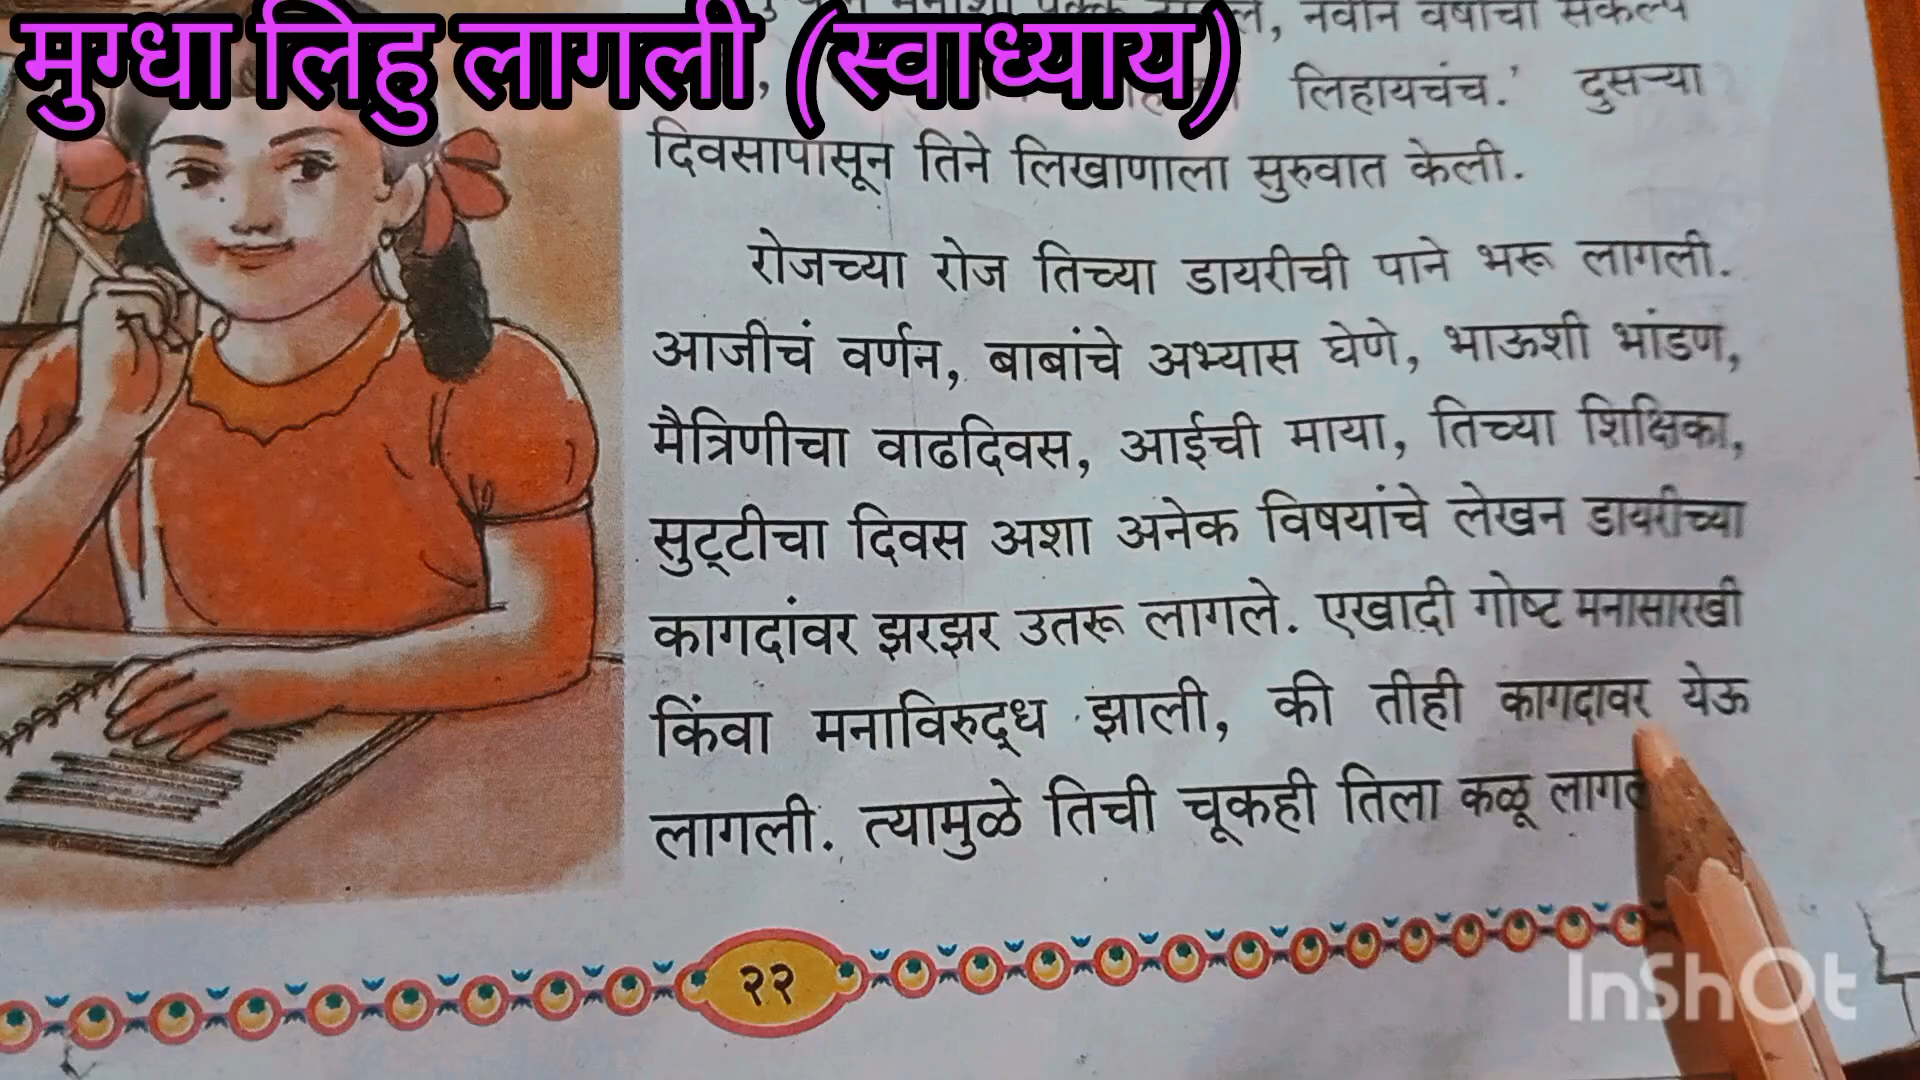 मुग्धा लिहु लागली (स्वाध्याय)
नवीन वर्षाचा संकल्प
लिहायचंच.' दुसऱ्या
दिवसापासून तिने लिखाणाला सुरुवात केली.
रोजच्या रोज तिच्या डायरीची पाने भरू लागली.
आजीचं वर्णन, बाबांचे अभ्यास घेणे, भाऊशी भांडण,
मैत्रिणीचा वाढदिवस, आईची माया, तिच्या शिक्षिका,
सुट्‌टीचा दिवस अशा अनेक विषयांचे लेखन डायरीच्या
कागदांवर झरझर उतरू लागले. एखादी गोष्ट मनासारखी
किंवा मनाविरुद्‌ध झाली, की तीही कागदावर येऊ
लागली. त्यामुळे तिची चूकही तिला कळू
२२
InShOt